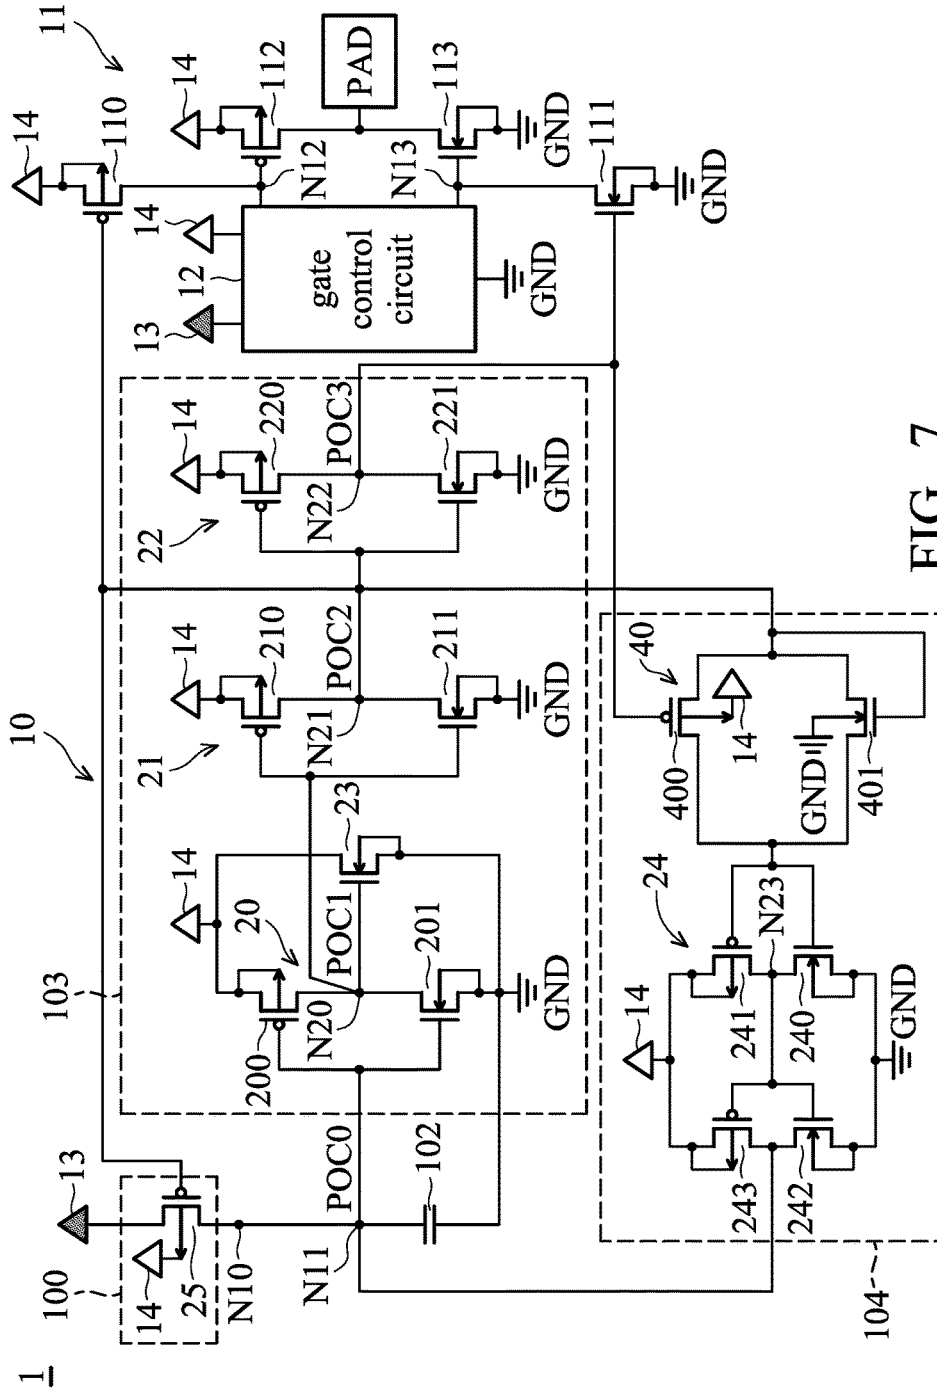 1
10
11
100
13
14
25
N10
N11
POC0
102
103
14
200
20
N20
POC1
201
23
GND
21
14
210
N21
POC2
211
GND
22
14
220
N22
POC3
221
GND
13
12
14
gate
control
circuit
GND
14
110
14
112
N12
PAD
N13
113
GND
111
GND
104
14
24
243
241
N23
242
240
GND
40
400
14
GND
401
FIG. 7